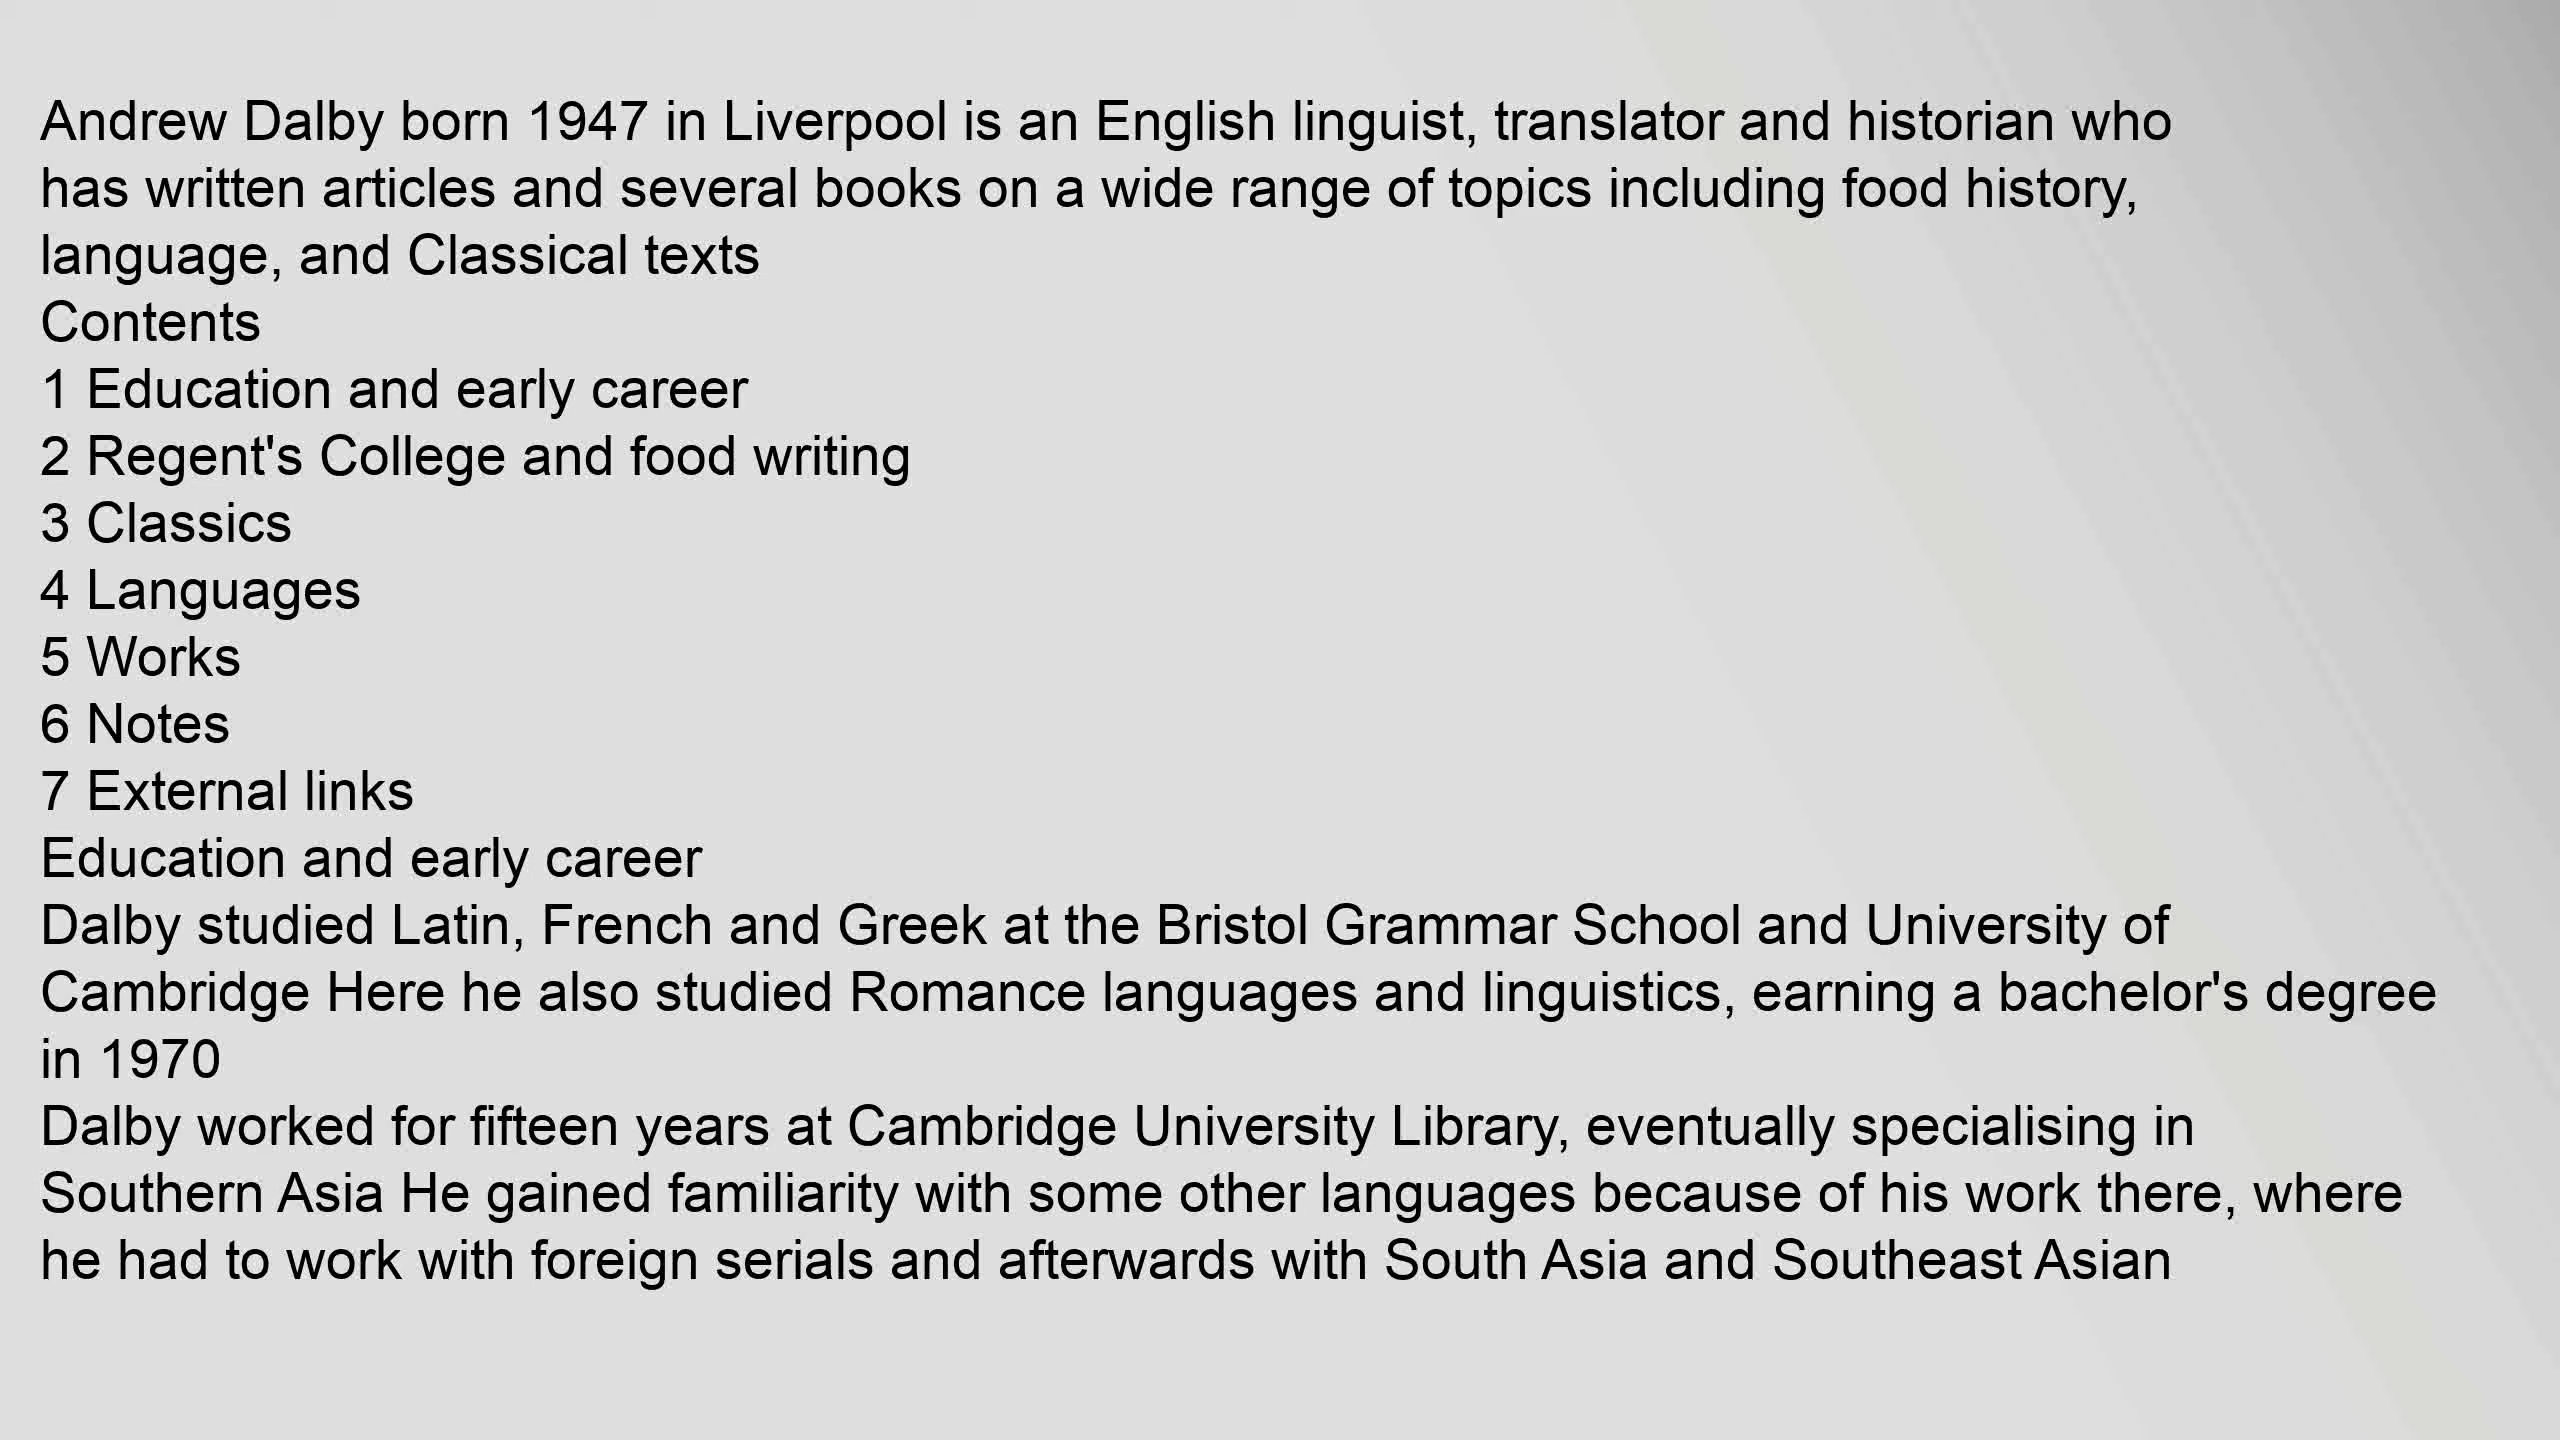 Andrew Dalby born 1947 in Liverpool is an English linguist, translator and historian who
has written articles and several books on a wide range of topics including food history,
language, and Classical texts
Contents
1 Education and early career
2 Regent's College and food writing
3 Classics
4 Languages
5 Works
6 Notes
7 External links
Education and early career
Dalby studied Latin, French and Greek at the Bristol Grammar School and University of
Cambridge Here he also studied Romance languages and linguistics, earning a bachelor's degree
in 1970
Dalby worked for fifteen years at Cambridge University Library, eventually specialising in
Southern Asia He gained familiarity with some other languages because of his work there, where
he had to work with foreign serials and afterwards with South Asia and Southeast Asian